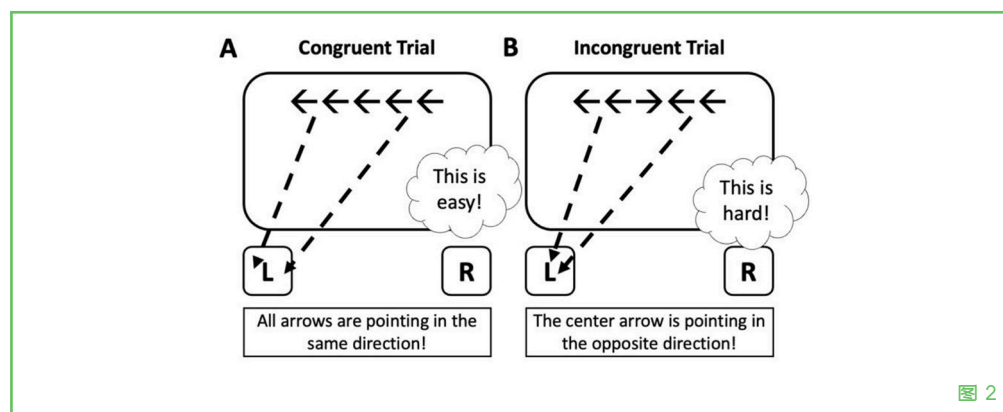 A Congruent Trial
B Incongruent Trial
This is
easy!
This is
hard!
L
R
L
R
All arrows are pointing in the
same direction!
The center arrow is pointing in
the opposite direction!
图 2